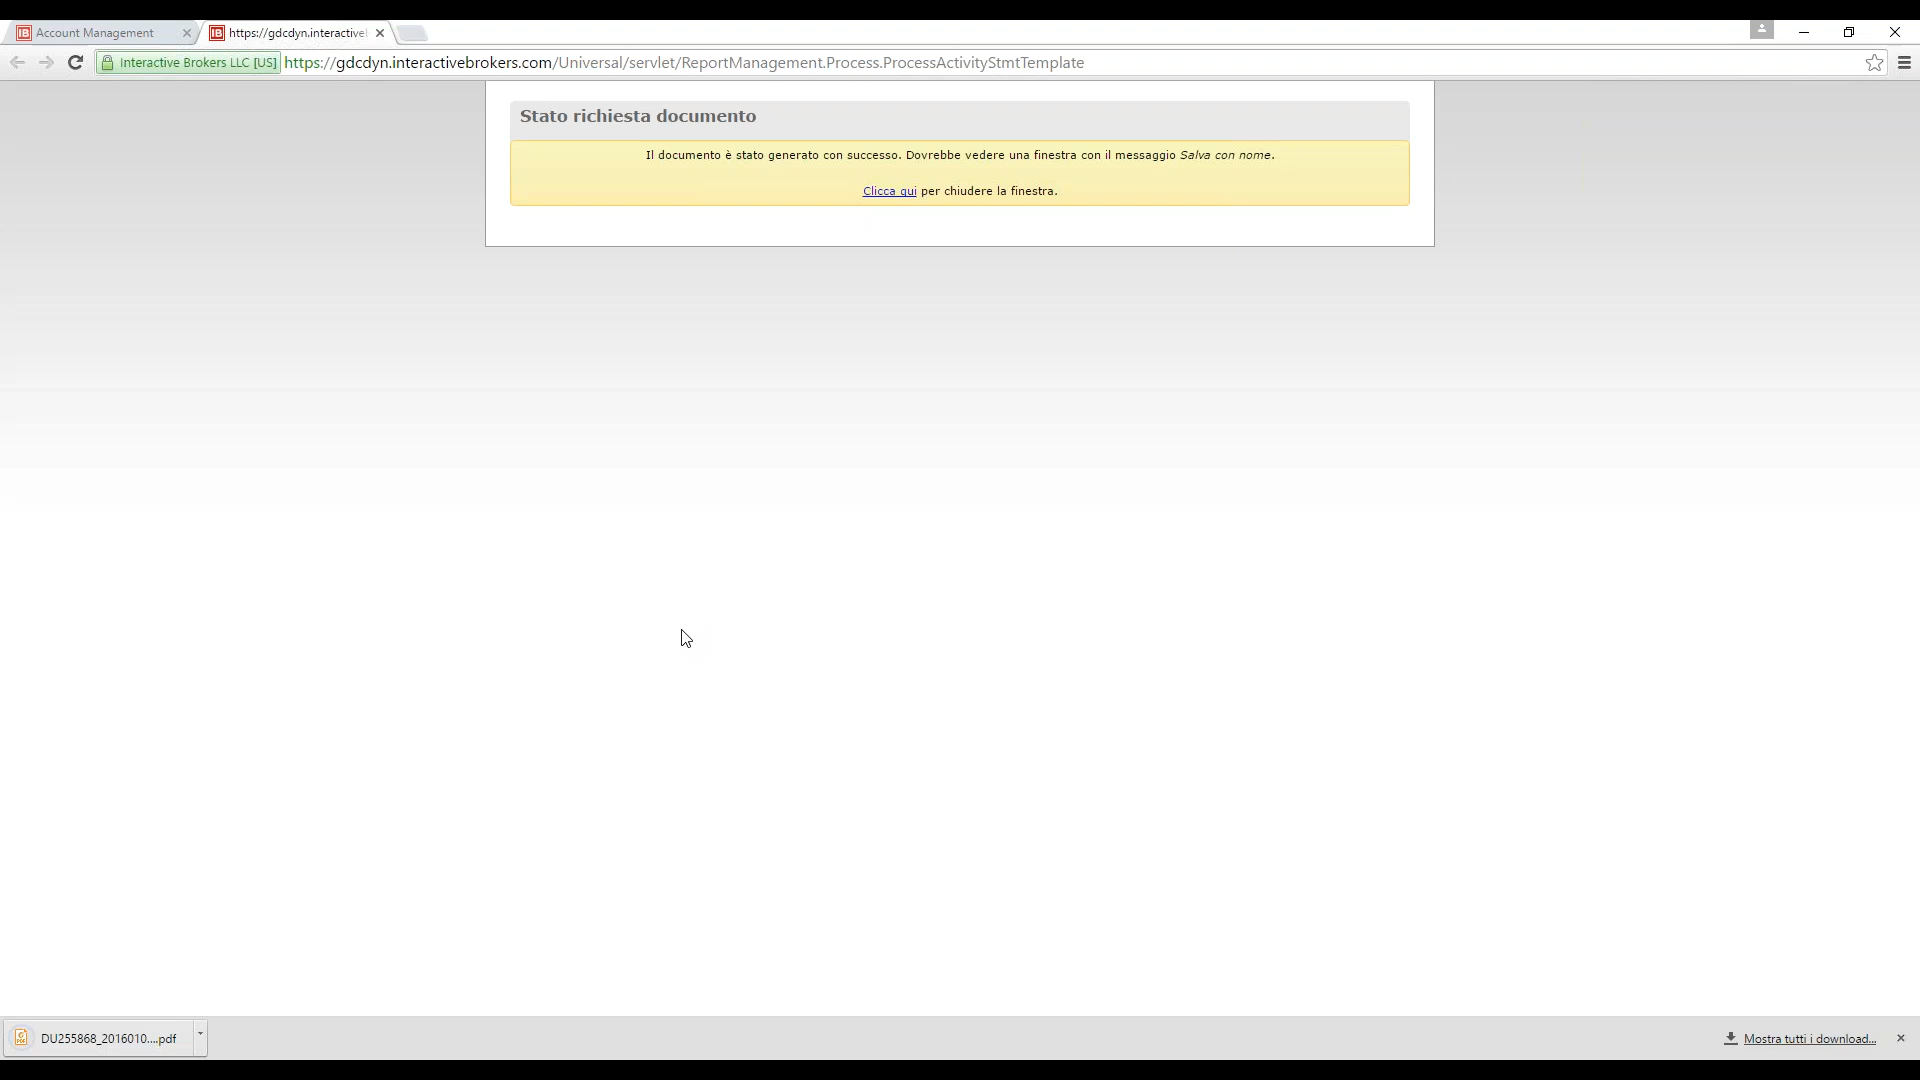 Account Management
https://gdcdyn.interactivel
Interactive Brokers LLC [US] https://gdcdyn.interactivebrokers.com/Universal/servlet/ReportManagement.Process.ProcessActivityStmtTemplate
Stato richiesta documento
Il documento è stato generato con successo. Dovrebbe vedere una finestra con il messaggio Salva con nome.
Clicca qui per chiudere la finestra.
DU255868_2016010....pdf
Mostra tutti i download...